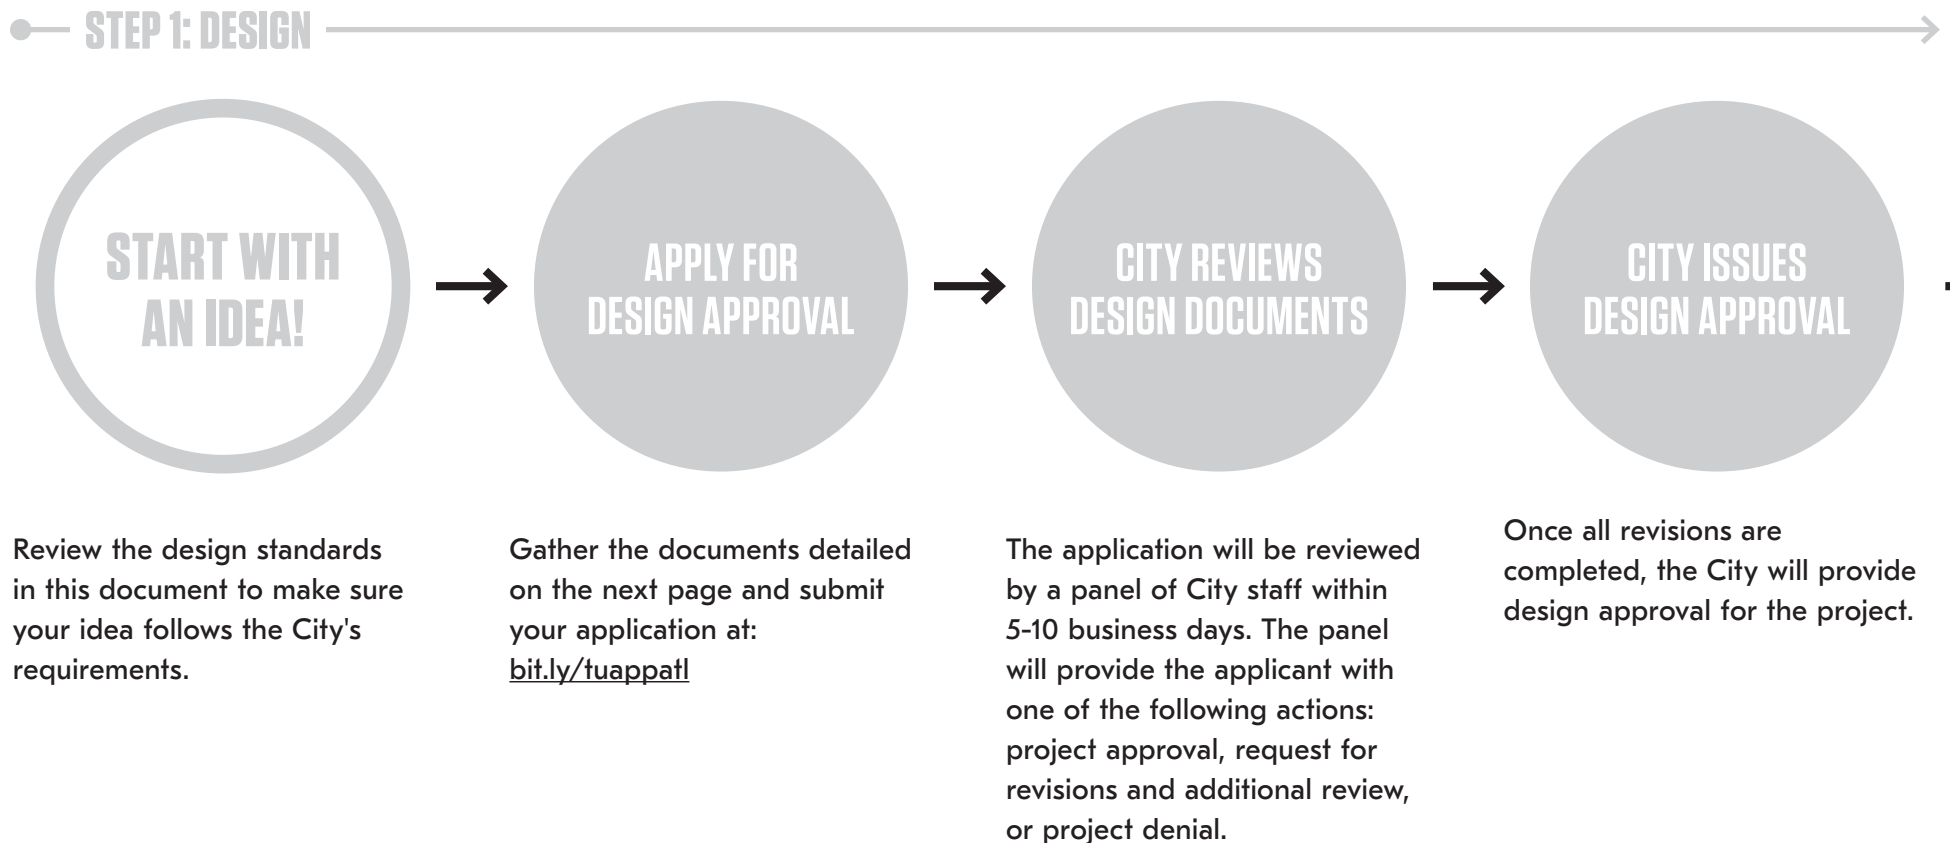 STEP 1: DESIGN
START WITH
AN IDEA!
Review the design standards
in this document to make sure
your idea follows the City's
requirements.
APPLY FOR
DESIGN APPROVAL
Gather the documents detailed
on the next page and submit
your application at:
bit.ly/tuappatl
CITY REVIEWS
DESIGN DOCUMENTS
The application will be reviewed
by a panel of City staff within
5-10 business days. The panel
will provide the applicant with
one of the following actions:
project approval, request for
revisions and additional review,
or project denial.
CITY ISSUES
DESIGN APPROVAL
Once all revisions are
completed, the City will provide
design approval for the project.